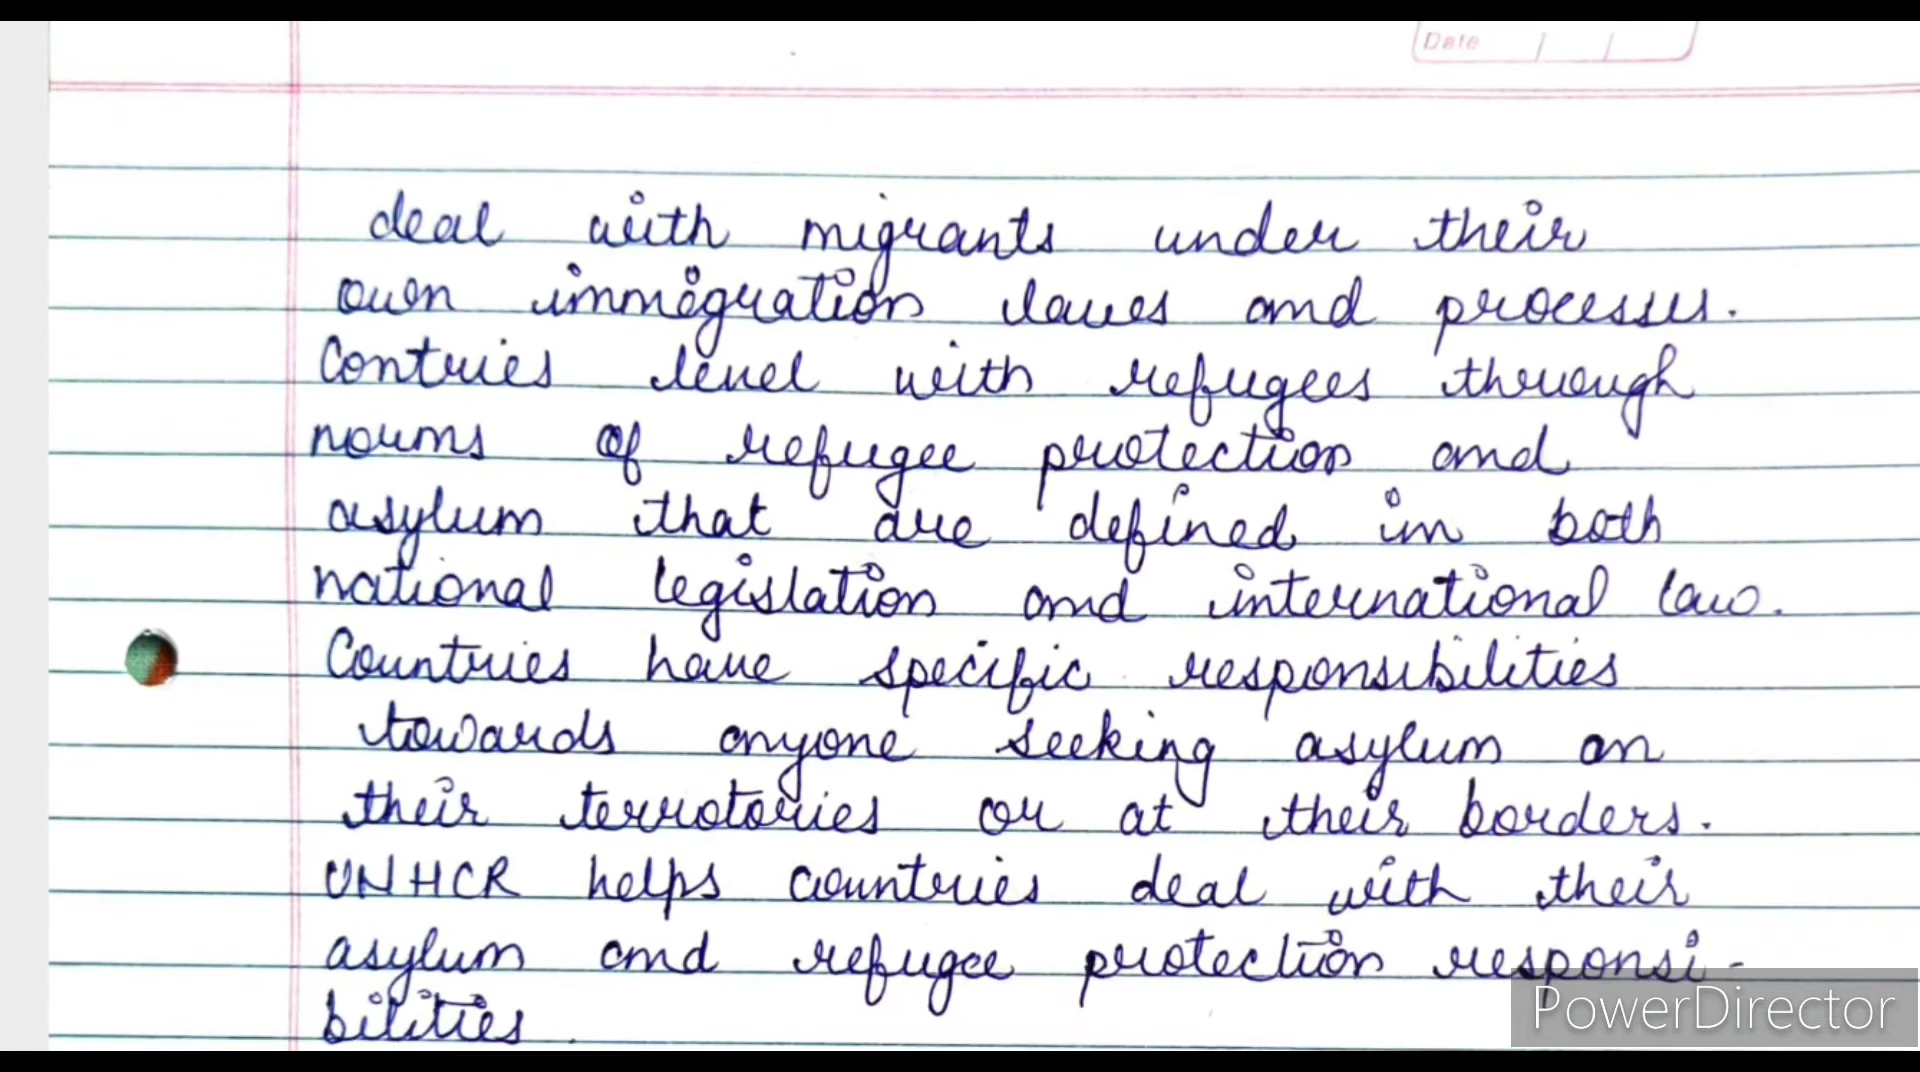 Date
deal with migrants under their
own immigration laws and processes.
Contries level with refugees through
norms of refugee protection and
asylum that are defined in both
national legislation and international law.
Countries have specific responsibilities
towards anyone seeking asylum on
their terrotories or at their borders.
UNHCR helps countries deal with their
asylum and refugee protection responsi-
bilities.
PowerDirector